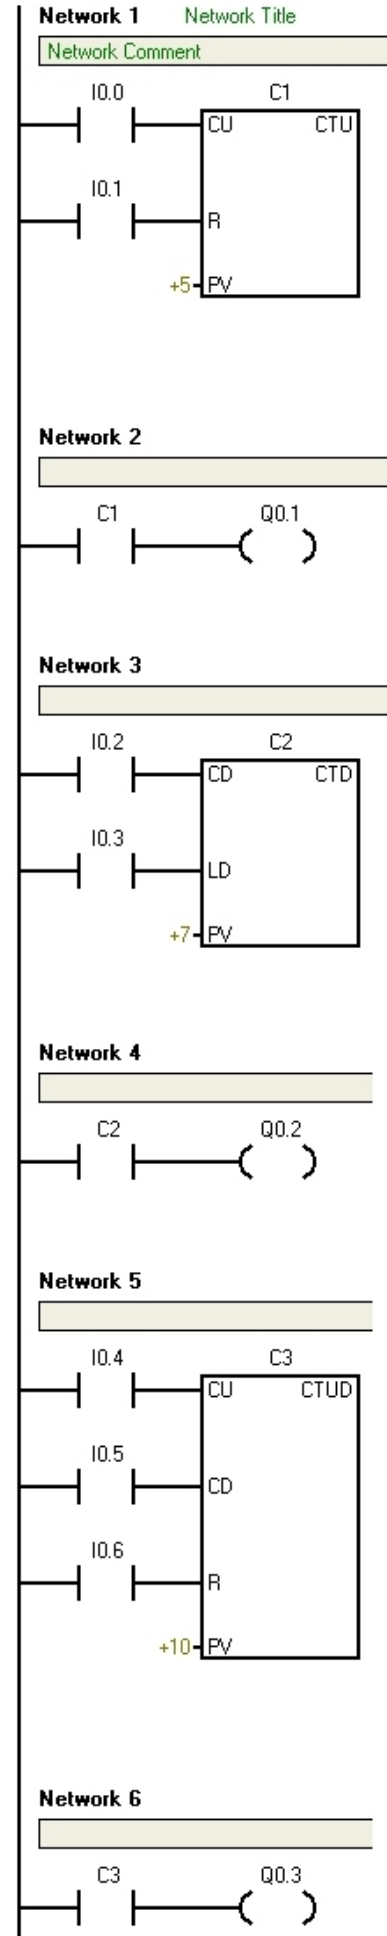 Network 1 Network Title
Network Comment
I0.0 C1
CU CTU
I0.1
R
+5 PV
Network 2
C1 Q0.1
Network 3
I0.2 C2
CD CTD
I0.3
LD
+7 PV
Network 4
C2 Q0.2
Network 5
I0.4 C3
CU CTUD
I0.5
CD
I0.6
R
+10 PV
Network 6
C3 Q0.3